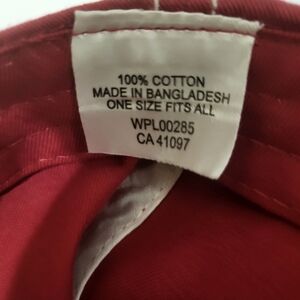 100% COTTON
MADE IN BANGLADESH
ONE SIZE FITS ALL
WPL00285
CA 41097